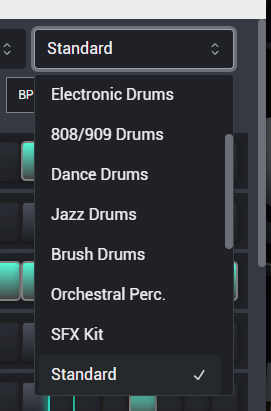 Standard
BP
Electronic Drums
808/909 Drums
Dance Drums
Jazz Drums
Brush Drums
Orchestral Perc.
SFX Kit
Standard